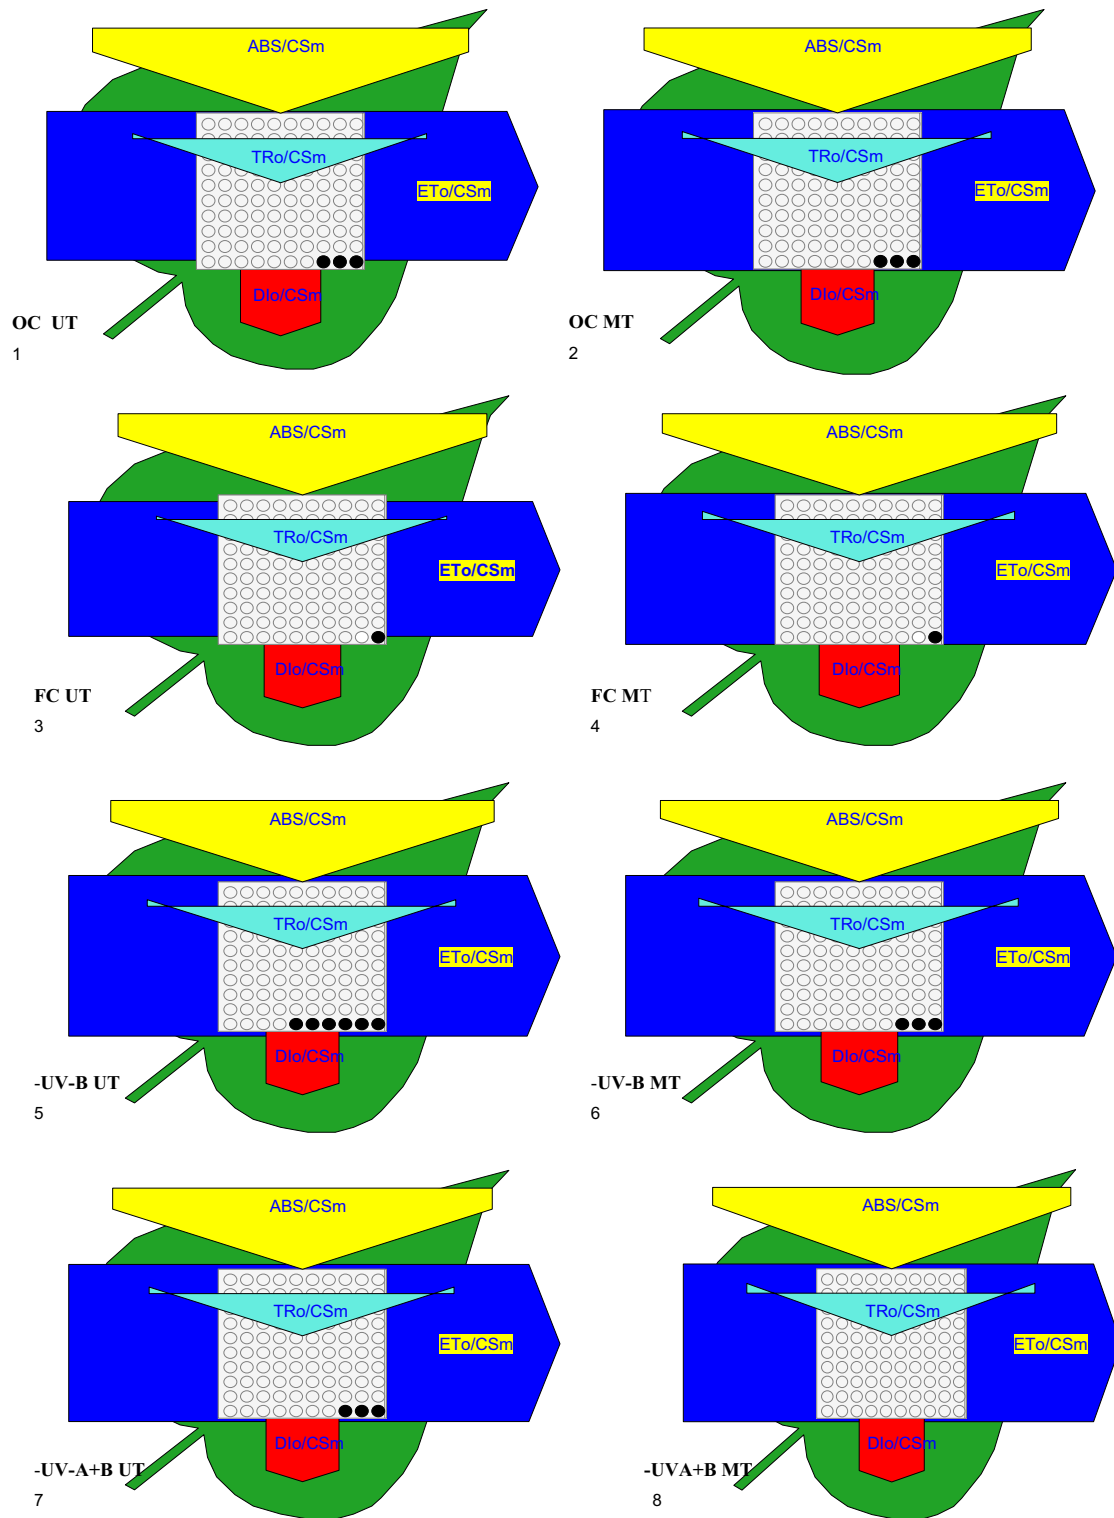 ABS/CSm
TRo/CSm
ETo/CSm
DIo/CSm
OC UT
1
ABS/CSm
TRo/CSm
ETo/CSm
DIo/CSm
OC MT
2
ABS/CSm
TRo/CSm
ETo/CSm
DIo/CSm
FC UT
3
ABS/CSm
TRo/CSm
ETo/CSm
DIo/CSm
FC MT
4
ABS/CSm
TRo/CSm
ETo/CSm
DIo/CSm
-UV-B UT
5
ABS/CSm
TRo/CSm
ETo/CSm
DIo/CSm
-UV-B MT
6
ABS/CSm
TRo/CSm
ETo/CSm
DIo/CSm
-UV-A+B UT
7
ABS/CSm
TRo/CSm
ETo/CSm
DIo/CSm
-UVA+B MT
8